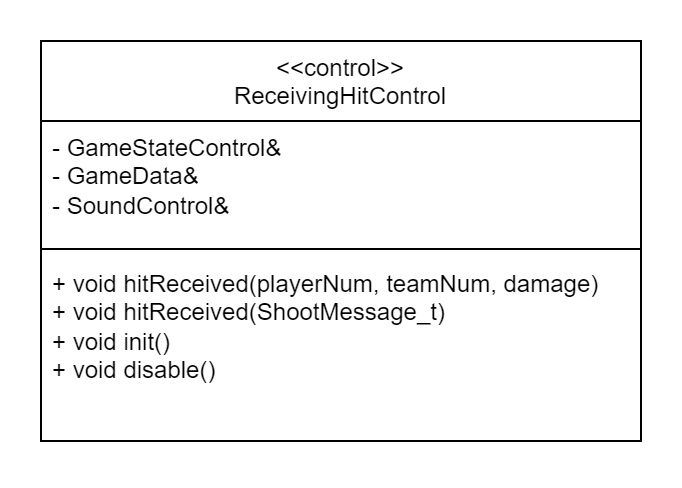 <<control>>
ReceivingHitControl
- GameStateControl&
- GameData&
- SoundControl&
+ void hitReceived(playerNum, teamNum, damage)
+ void hitReceived(ShootMessage_t)
+ void init()
+ void disable()